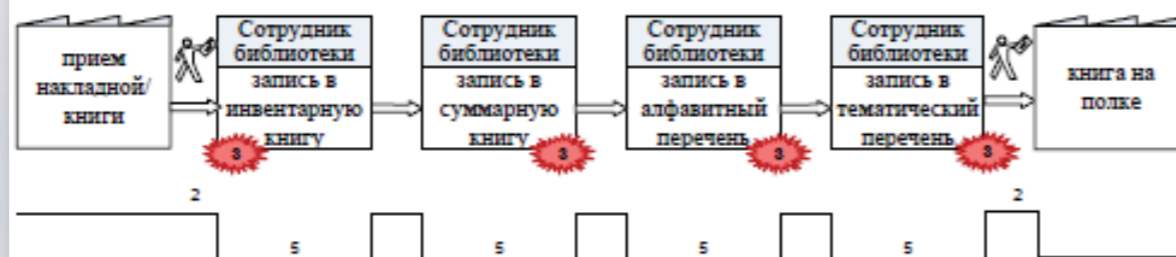 прием
накладной/
книги
Сотрудник
библиотеки
запись в
инвентарную
книгу
3
Сотрудник
библиотеки
запись в
суммарную
книгу
3
Сотрудник
библиотеки
запись в
алфавитный
перечень
3
Сотрудник
библиотеки
запись в
тематический
перечень
3
книга на
полке
2
5
5
5
5
2